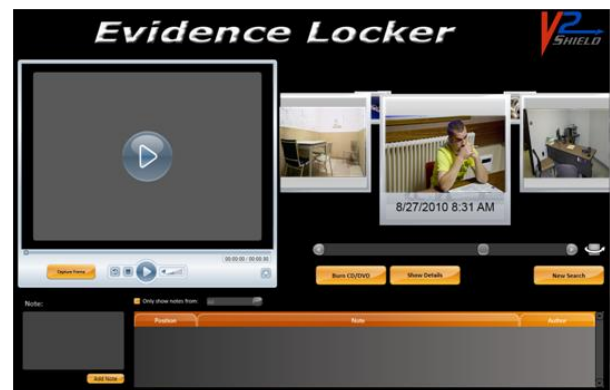 Evidence Locker
V2
SHIELD
8/27/2010 8:31 AM
00:00:00 / 00:00:00
Capture Frame
Burn CD/DVD
Show Details
New Search
Note:
Only show notes from:
Position
Note
Author
Add Note